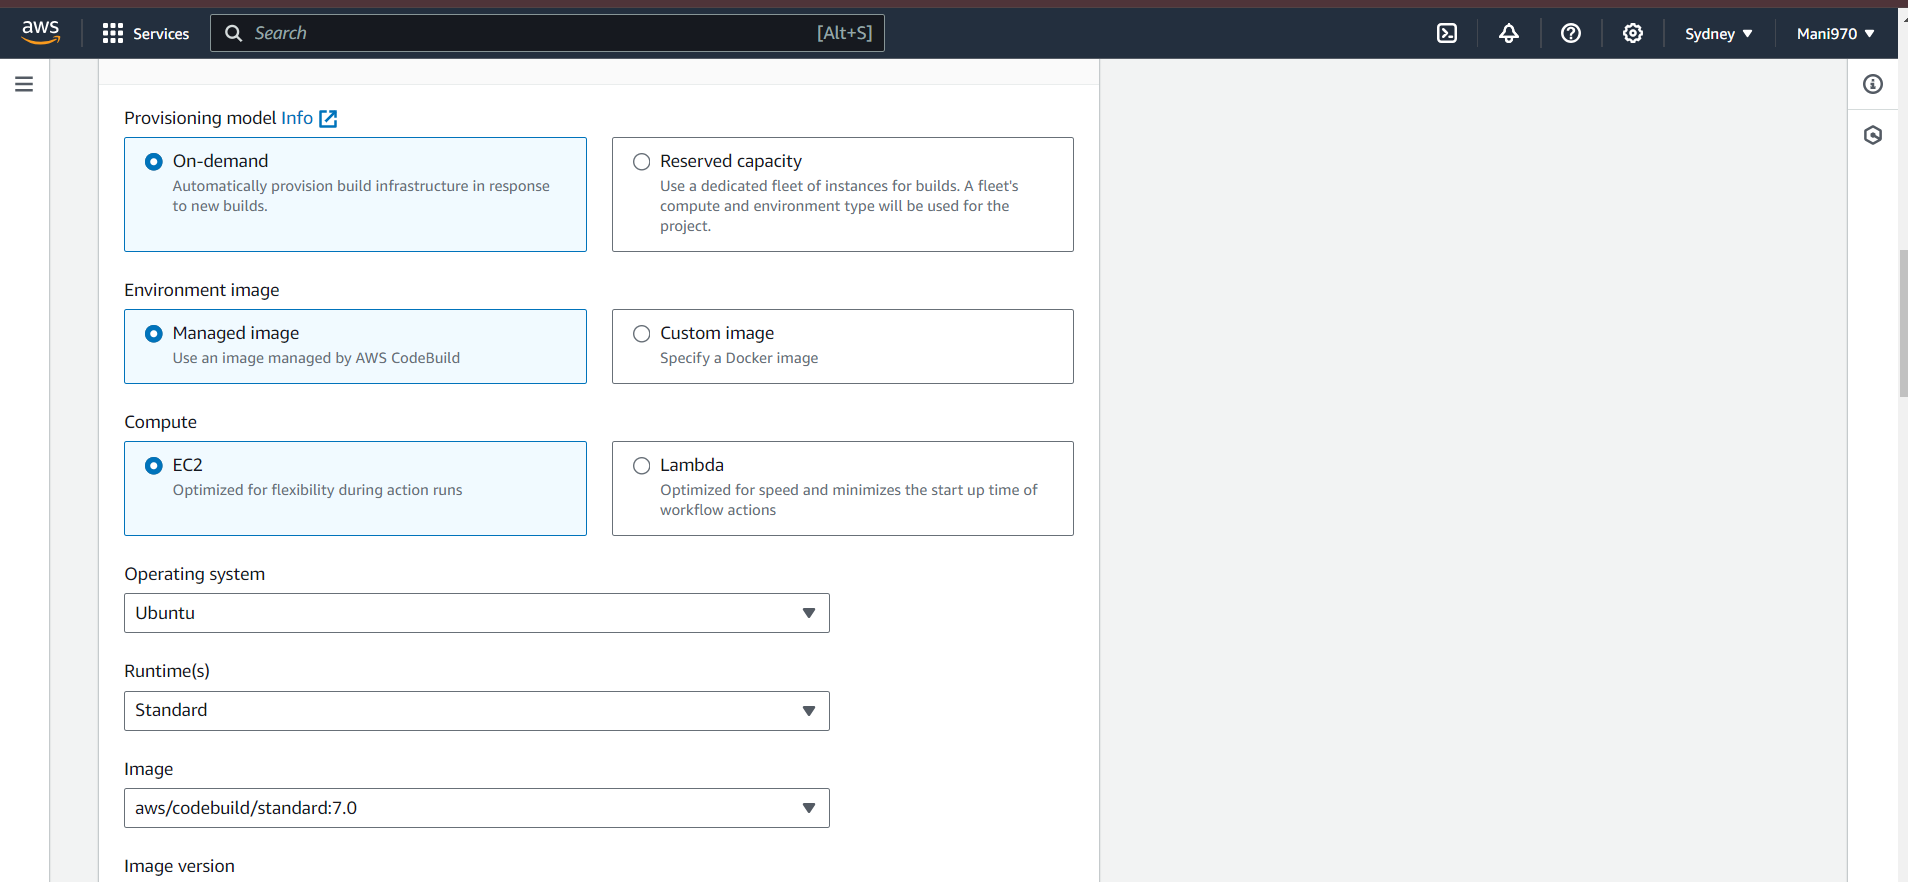 aws
Services
Search
[Alt+S]
Sydney
Mani970
Provisioning model Info
On-demand
Automatically provision build infrastructure in response
to new builds.
Reserved capacity
Use a dedicated fleet of instances for builds. A fleet's
compute and environment type will be used for the
project.
Environment image
Managed image
Use an image managed by AWS CodeBuild
Custom image
Specify a Docker image
Compute
EC2
Optimized for flexibility during action runs
Lambda
Optimized for speed and minimizes the start up time of
workflow actions
Operating system
Ubuntu
Runtime(s)
Standard
Image
aws/codebuild/standard:7.0
Image version